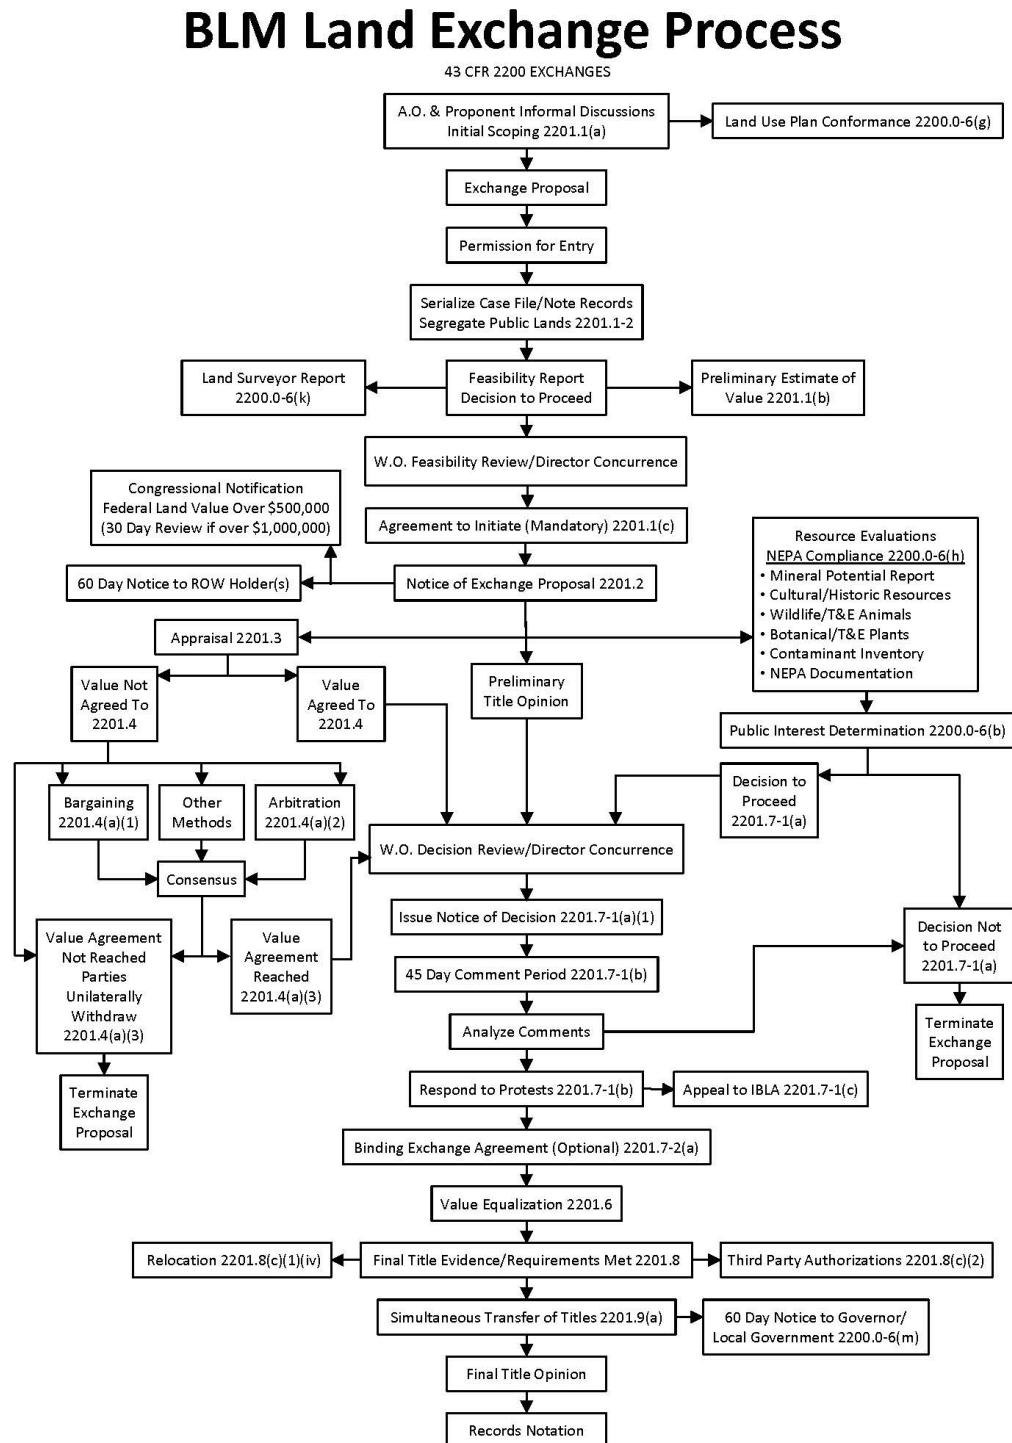 BLM Land Exchange Process
43 CFR 2200 EXCHANGES
A.O. & Proponent Informal Discussions
Initial Scoping 2201.1(a)
Land Use Plan Conformance 2200.0-6(g)
Exchange Proposal
Permission for Entry
Serialize Case File/Note Records
Segregate Public Lands 2201.1-2
Land Surveyor Report
2200.0-6(k)
Feasibility Report
Decision to Proceed
Preliminary Estimate of
Value 2201.1(b)
W.O. Feasibility Review/Director Concurrence
Congressional Notification
Federal Land Value Over $500,000
(30 Day Review if over $1,000,000)
Agreement to Initiate (Mandatory) 2201.1(c)
60 Day Notice to ROW Holder(s)
Notice of Exchange Proposal 2201.2
Resource Evaluations
NEPA Compliance 2200.0-6(h)
• Mineral Potential Report
• Cultural/Historic Resources
• Wildlife/T&E Animals
• Botanical/T&E Plants
• Contaminant Inventory
• NEPA Documentation
Appraisal 2201.3
Value Not
Agreed To
2201.4
Value
Agreed To
2201.4
Preliminary
Title Opinion
Public Interest Determination 2200.0-6(b)
Bargaining
2201.4(a)(1)
Other
Methods
Arbitration
2201.4(a)(2)
Decision to
Proceed
2201.7-1(a)
W.O. Decision Review/Director Concurrence
Consensus
Issue Notice of Decision 2201.7-1(a)(1)
Value Agreement
Not Reached
Parties
Unilaterally
Withdraw
2201.4(a)(3)
Value
Agreement
Reached
2201.4(a)(3)
Decision Not
to Proceed
2201.7-1(a)
45 Day Comment Period 2201.7-1(b)
Analyze Comments
Terminate
Exchange
Proposal
Terminate
Exchange
Proposal
Respond to Protests 2201.7-1(b)
Appeal to IBLA 2201.7-1(c)
Binding Exchange Agreement (Optional) 2201.7-2(a)
Value Equalization 2201.6
Relocation 2201.8(c)(1)(iv)
Final Title Evidence/Requirements Met 2201.8
Third Party Authorizations 2201.8(c)(2)
Simultaneous Transfer of Titles 2201.9(a)
60 Day Notice to Governor/
Local Government 2200.0-6(m)
Final Title Opinion
Records Notation